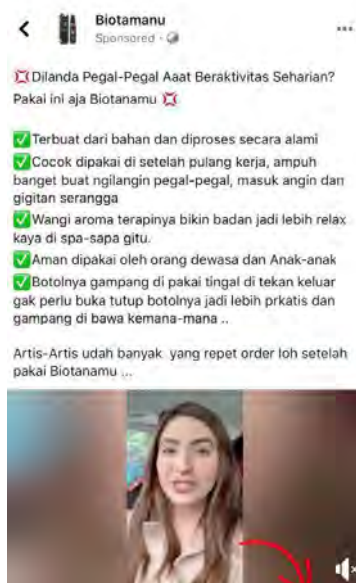 Biotamanu
Sponsored ·
💢Dilanda Pegal-Pegal Aaat Beraktivitas Seharian?
Pakai ini aja Biotanamu 💢
✅Terbuat dari bahan dan diproses secara alami
✅Cocok dipakai di setelah pulang kerja, ampuh
banget buat ngilangin pegal-pegal, masuk angin dan
gigitan serangga
✅Wangi aroma terapinya bikin badan jadi lebih relax
kaya di spa-sapa gitu.
✅Aman dipakai oleh orang dewasa dan Anak-anak
✅Botolnya gampang di pakai tingal di tekan keluar
gak perlu buka tutup botolnya jadi lebih prkatis dan
gampang di bawa kemana-mana ..
Artis-Artis udah banyak yang repet order loh setelah
pakai Biotanamu ...